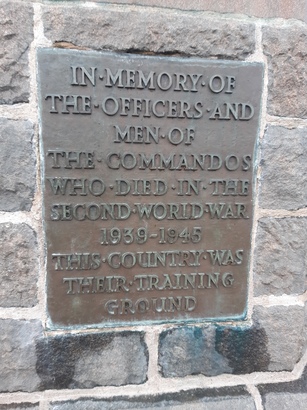 IN·MEMORY·OF
THE·OFFICERS·AND
MEN·OF
THE·COMMANDOS
WHO·DIED·IN·THE
SECOND·WORLD·WAR
1939-1945
THIS·COUNTRY·WAS
THEIR·TRAINING
GROUND